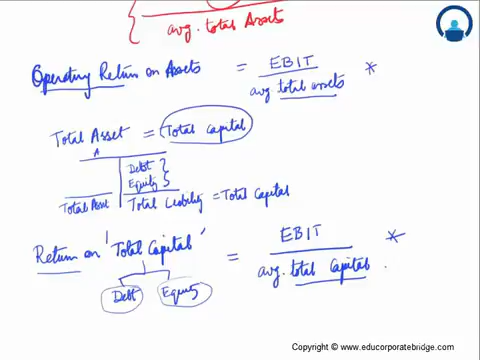 avg. total Assets
Operating Return on Assets = EBIT / avg total assets *
Total Asset = Total Capital
A
Debt
Equity
Total Asset Total Liability = Total Capital
Return on "Total Capital" = EBIT / avg. total Capital *
Debt Equity
Copyright © www.educorporatebridge.com